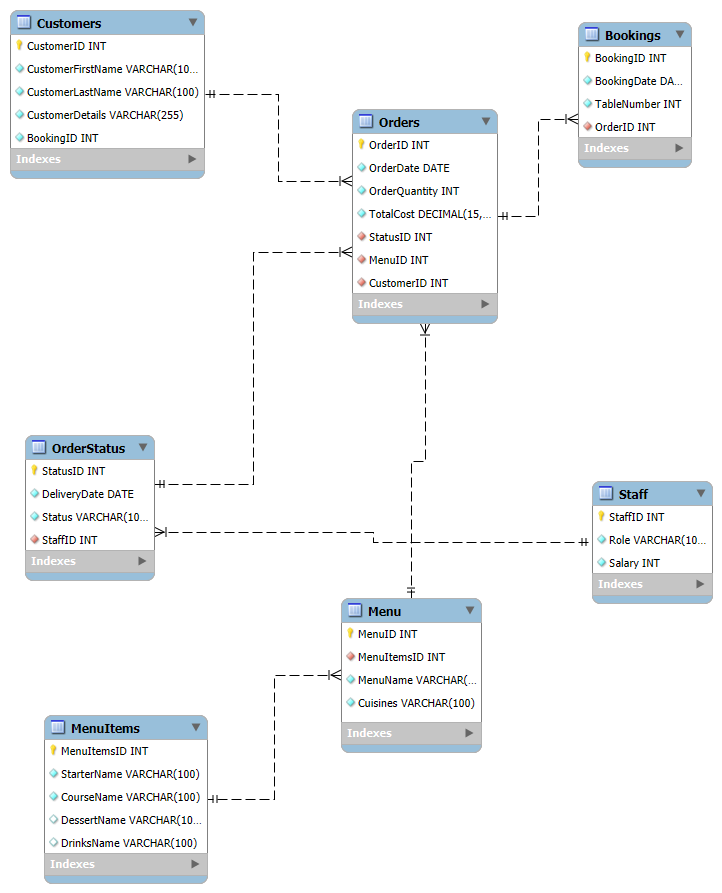 Customers
CustomerID INT
CustomerFirstName VARCHAR(10...
CustomerLastName VARCHAR(100)
CustomerDetails VARCHAR(255)
BookingID INT
Indexes
Bookings
BookingID INT
BookingDate DA...
TableNumber INT
OrderID INT
Indexes
Orders
OrderID INT
OrderDate DATE
OrderQuantity INT
TotalCost DECIMAL(15,...
StatusID INT
MenuID INT
CustomerID INT
Indexes
OrderStatus
StatusID INT
DeliveryDate DATE
Status VARCHAR(10...
StaffID INT
Indexes
Staff
StaffID INT
Role VARCHAR(10...
Salary INT
Indexes
Menu
MenuID INT
MenuItemsID INT
MenuName VARCHAR(...
Cuisines VARCHAR(100)
Indexes
MenuItems
MenuItemsID INT
StarterName VARCHAR(100)
CourseName VARCHAR(100)
DessertName VARCHAR(10...
DrinksName VARCHAR(100)
Indexes